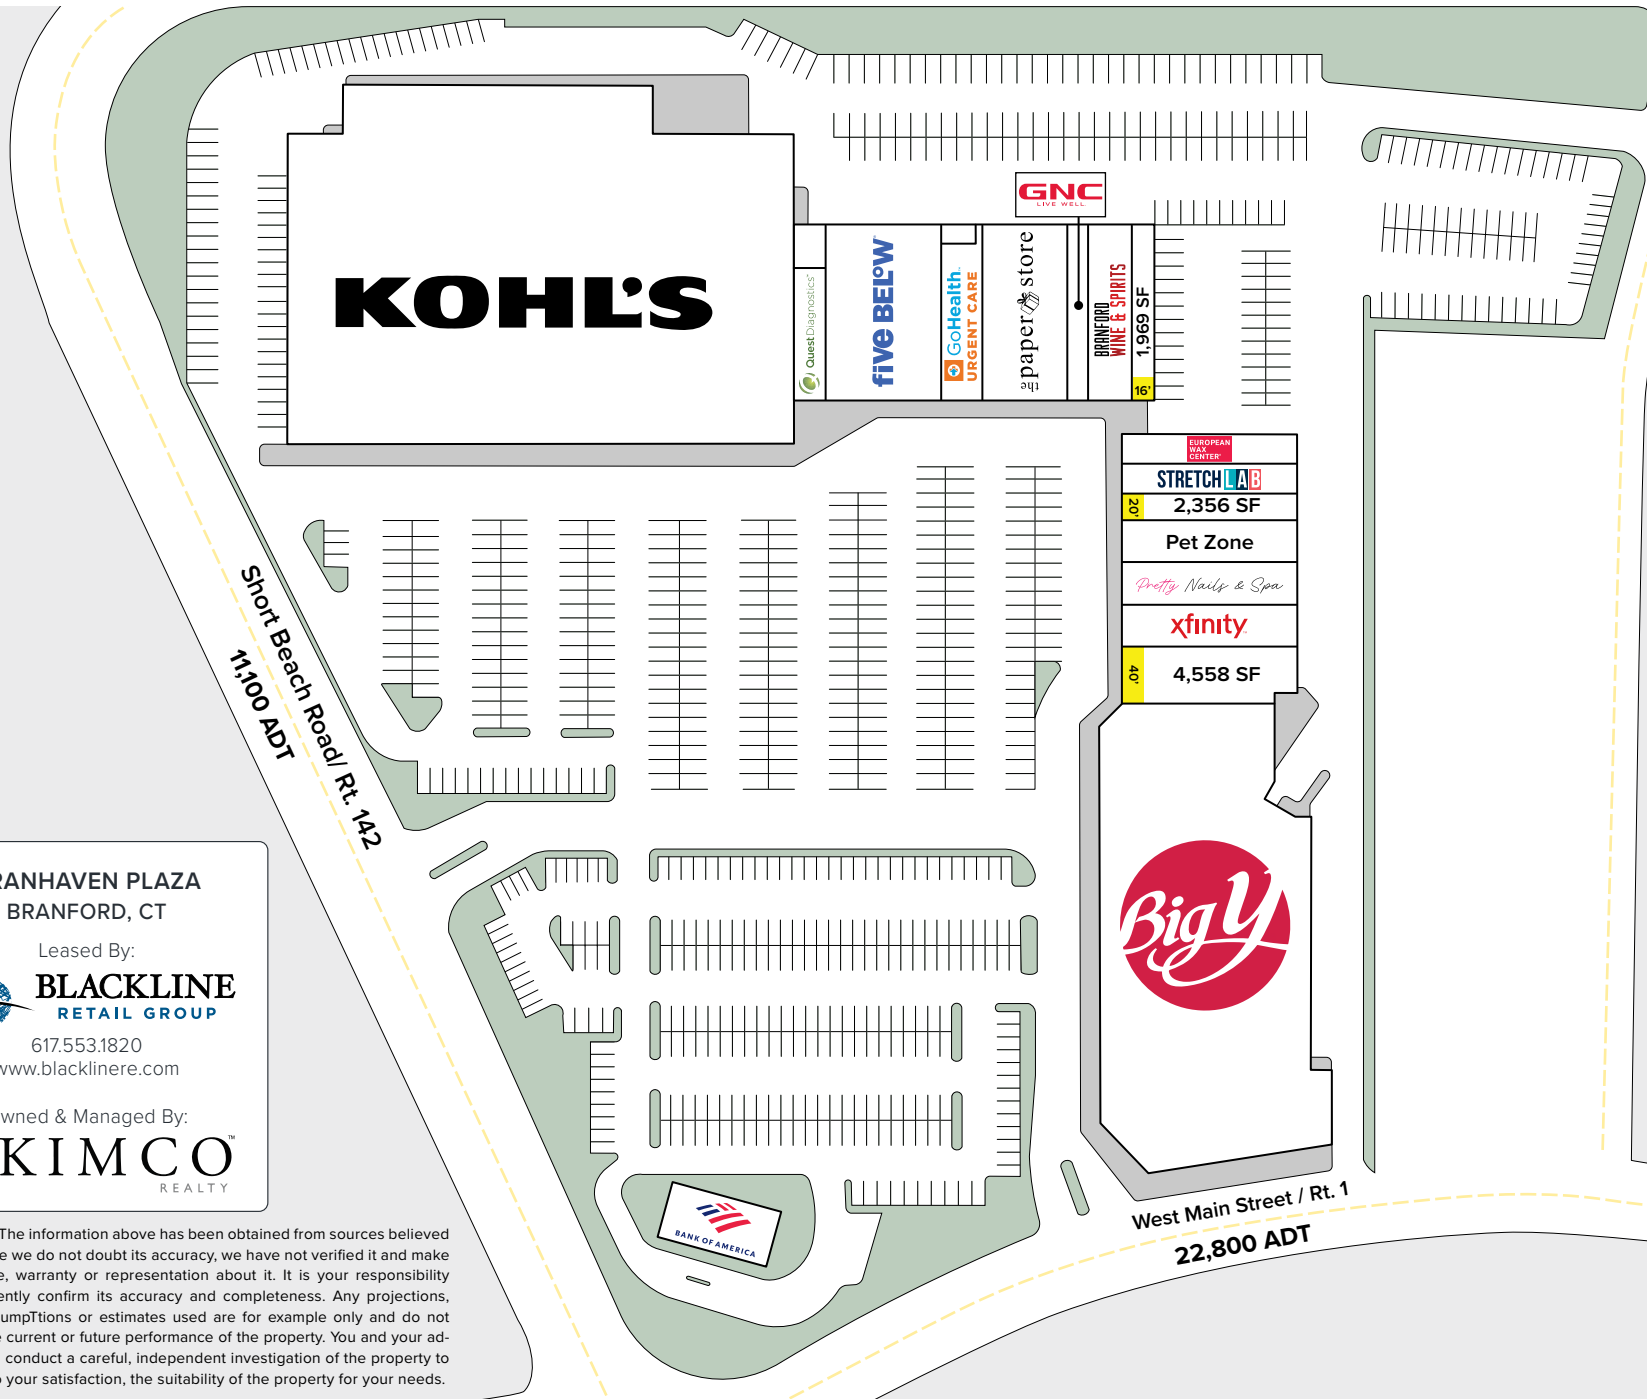 KOHL'S
QuestDiagnostics
five BELOW
GoHealth
URGENT CARE
the paper store
GNC
LIVE WELL
BRANFORD
WINE & SPIRITS
1,969 SF
16'
EUROPEAN
WAX
CENTER
STRETCHLAB
20'
2,356 SF
Pet Zone
Pretty Nails & Spa
xfinity
40'
4,558 SF
Big Y
Short Beach Road/ Rt. 142
11,100 ADT
RANHAVEN PLAZA
BRANFORD, CT
Leased By:
BLACKLINE
RETAIL GROUP
617.553.1820
www.blacklinere.com
wned & Managed By:
KIMCO™
REALTY
BANK OF AMERICA
West Main Street / Rt. 1
22,800 ADT
The information above has been obtained from sources believed
e we do not doubt its accuracy, we have not verified it and make
e, warranty or representation about it. It is your responsibility
ently confirm its accuracy and completeness. Any projections,
umpTtions or estimates used are for example only and do not
e current or future performance of the property. You and your ad-
conduct a careful, independent investigation of the property to
o your satisfaction, the suitability of the property for your needs.